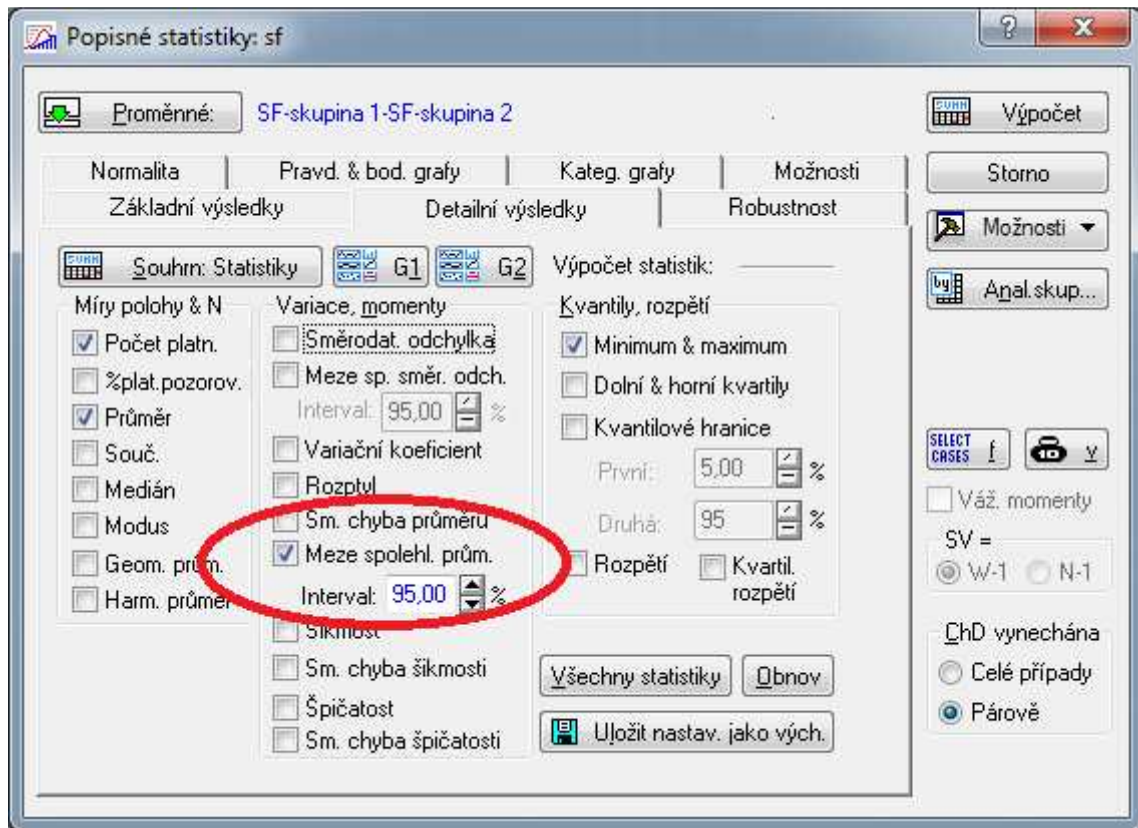 Popisné statistiky: sf
?
Proměnné: SF-skupina 1-SF-skupina 2
Normalita Pravd. & bod. grafy Kateg. grafy Možnosti
Základní výsledky Detailní výsledky Robustnost
SUMM Souhrn: Statistiky G1 G2
Míry polohy & N
Počet platn.
%plat.pozorov.
Průměr
Souč.
Medián
Modus
Geom. prům.
Harm. průměr
Variace, momenty
Směrodat. odchylka
Meze sp. směr. odch.
Interval: 95,00 %
Variační koeficient
Rozptyl
Sm. chyba průměru
Meze spolehl. prům.
Interval: 95,00 %
Šikmost
Sm. chyba šikmosti
Špičatost
Sm. chyba špičatosti
Výpočet statistik:
Kvantily, rozpětí
Minimum & maximum
Dolní & horní kvartily
Kvantilové hranice
První: 5,00 %
Druhá: 95 %
Rozpětí Kvartil.
rozpětí
Všechny statistiky Obnov
Uložit nastav. jako vých.
SUMM Výpočet
Storno
Možnosti
by Anal.skup...
SELECT
CASES f v
Váž. momenty
SV =
W-1 N-1
ChD vynechána
Celé případy
Párově